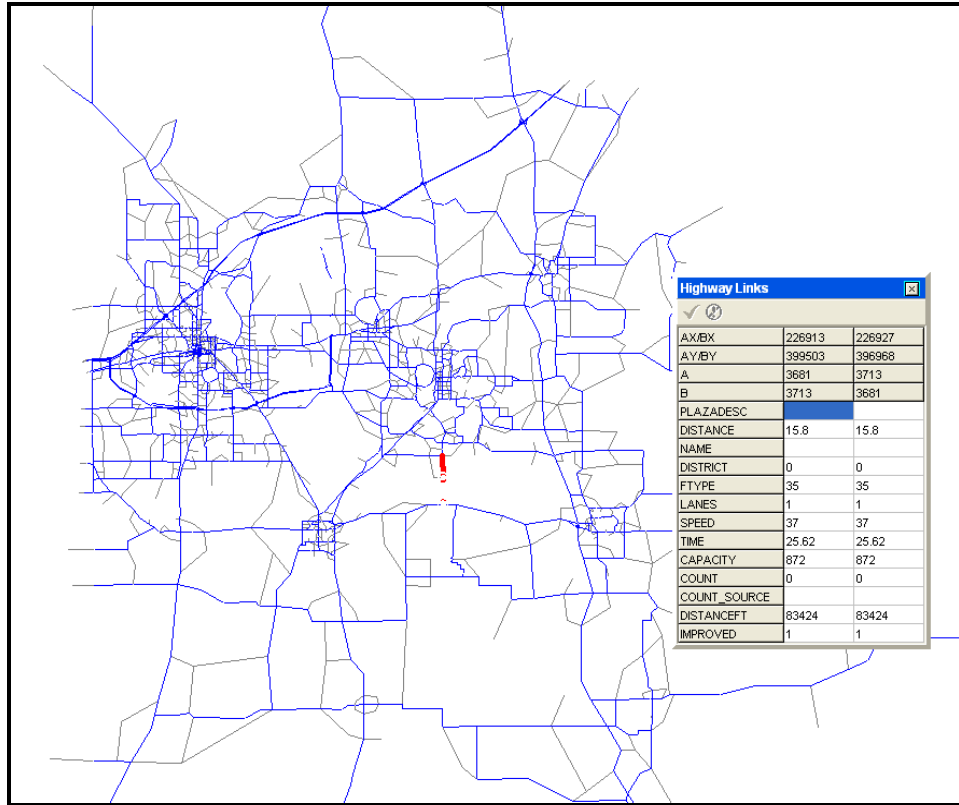 Highway Links
AX/BX 226913 226927
AY/BY 399503 396968
A 3681 3713
B 3713 3681
PLAZADESC
DISTANCE 15.8 15.8
NAME
DISTRICT 0 0
FTYPE 35 35
LANES 1 1
SPEED 37 37
TIME 25.62 25.62
CAPACITY 872 872
COUNT 0 0
COUNT_SOURCE
DISTANCEFT 83424 83424
IMPROVED 1 1